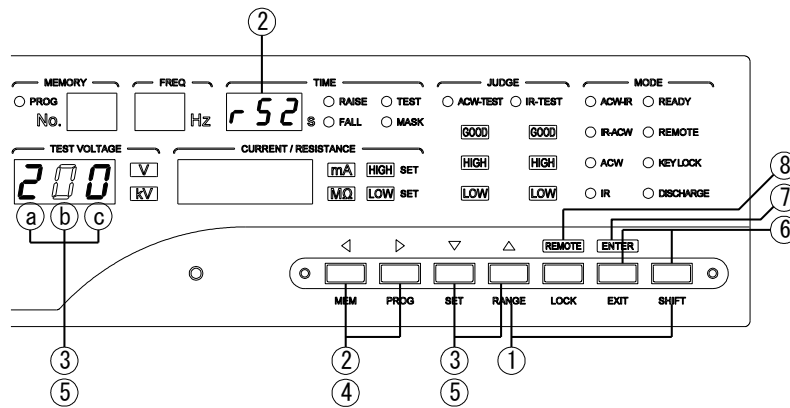 ②
MEMORY FREQ TIME JUDGE MODE
PROG RAISE TEST ACW-TEST IR-TEST ACW-IR READY
No. Hz r52 S FALL MASK GOOD GOOD IR-ACW REMOTE
TEST VOLTAGE CURRENT / RESISTANCE
200 V mA HIGH SET HIGH HIGH ACW KEYLOCK
kV MΩ LOW SET LOW LOW IR DISCHARGE
ⓐ ⓑ ⓒ
⑧
⑦
⑥
◁ ▷ ▽ △ REMOTE ENTER
MEM PROG SET RANGE LOCK EXIT SHIFT
③ ② ③ ①
⑤ ④ ⑤